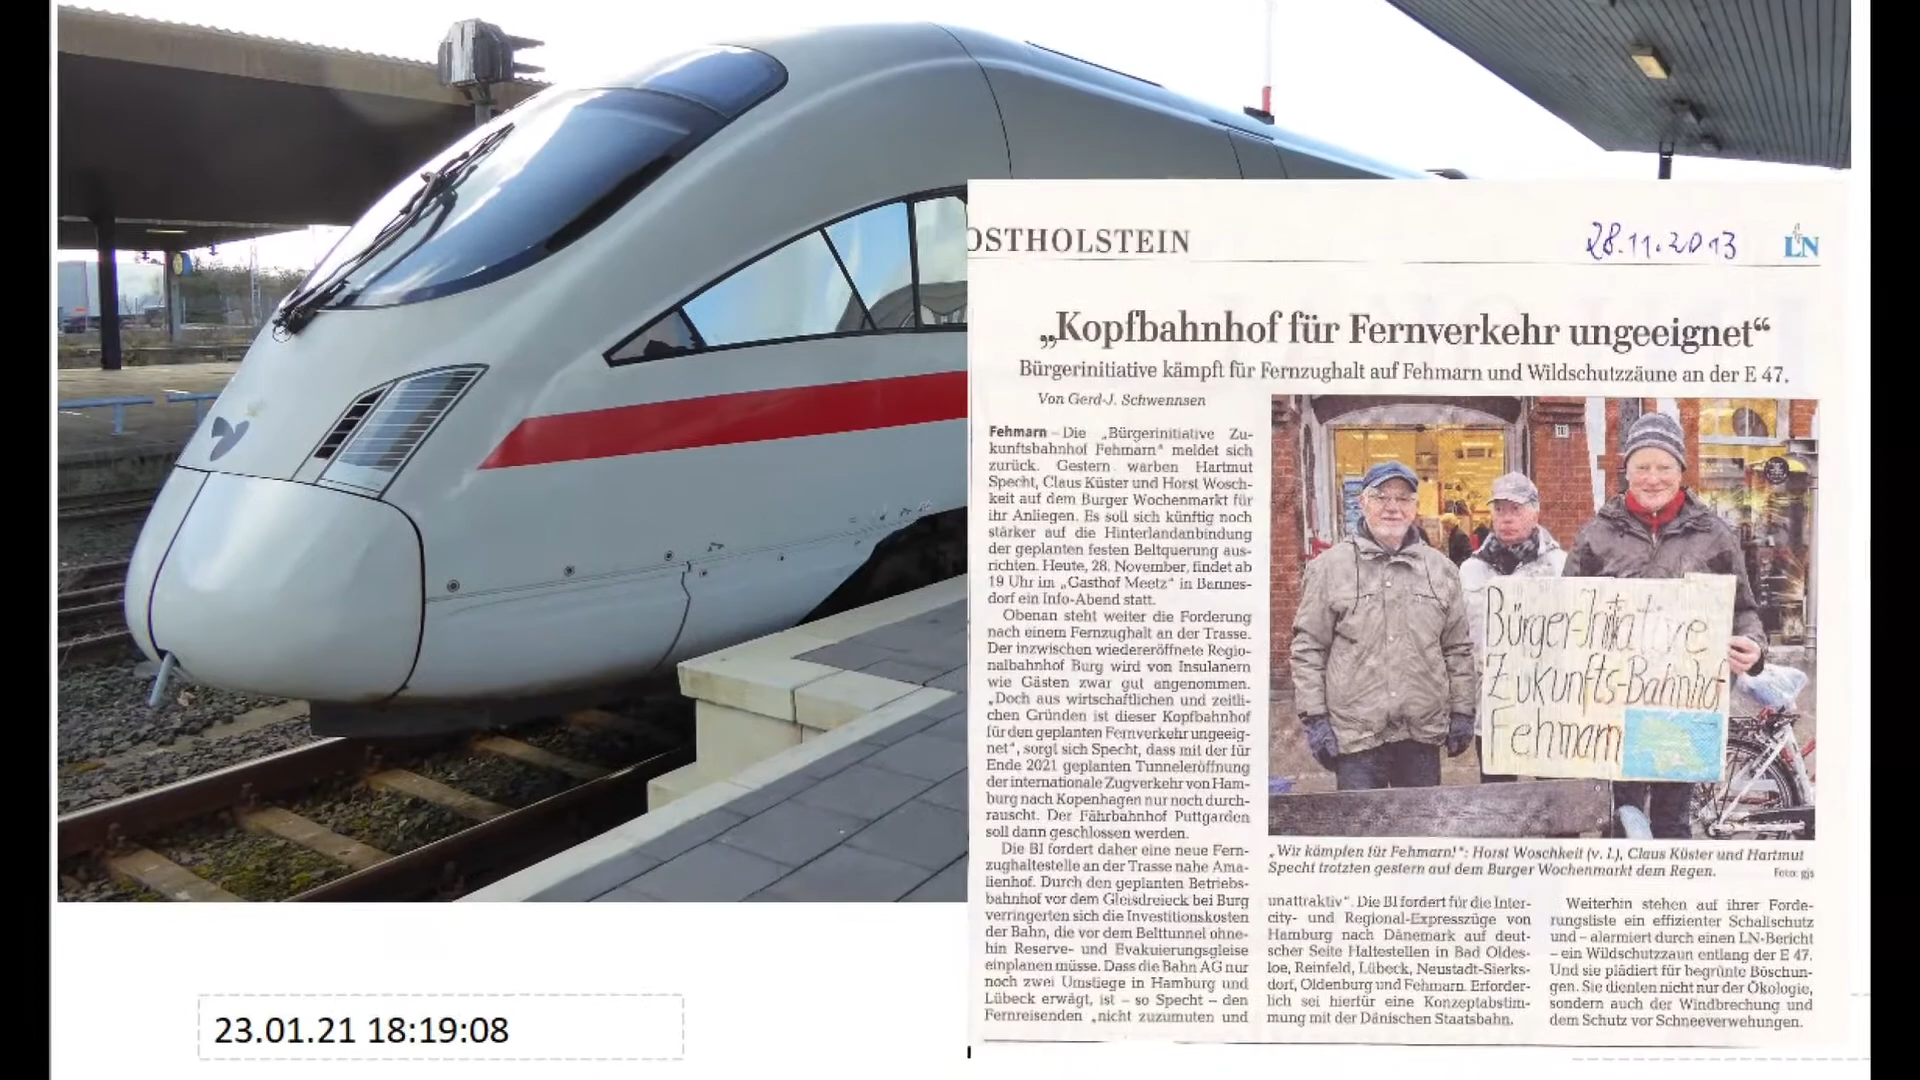 OSTHOLSTEIN
28.11.2013
LN
„Kopfbahnhof für Fernverkehr ungeeignet“
Bürgerinitiative kämpft für Fernzughalt auf Fehmarn und Wildschutzzäune an der E 47.
Von Gerd-J. Schwennsen
Fehmarn – Die „Bürgerinitiative Zu-
kunftsbahnhof Fehmarn“ meldet sich
zurück. Gestern warben Hartmut
Specht, Claus Küster und Horst Wosch-
keit auf dem Burger Wochenmarkt für
ihr Anliegen. Es soll sich künftig noch
stärker auf die Hinterlandanbindung
der geplanten festen Beltquerung aus-
richten. Heute, 28. November, findet ab
19 Uhr im „Gasthof Meetz“ in Bannes-
dorf ein Info-Abend statt.
Obenan steht weiter die Forderung
nach einem Fernzughalt an der Trasse.
Der inzwischen wiedereröffnete Regio-
nalbahnhof Burg wird von Insulanern
wie Gästen zwar gut angenommen.
„Doch aus wirtschaftlichen und zeitli-
chen Gründen ist dieser Kopfbahnhof
für den geplanten Fernverkehr ungeeig-
net“, sorgt sich Specht, dass mit der für
Ende 2021 geplanten Tunneleröffnung
der internationale Zugverkehr von Ham-
burg nach Kopenhagen nur noch durch-
rauscht. Der Fährbahnhof Puttgarden
soll dann geschlossen werden.
Die BI fordert daher eine neue Fern-
zughaltestelle an der Trasse nahe Ama-
lienhof. Durch den geplanten Betriebs-
bahnhof vor dem Gleisdreieck bei Burg
verringerten sich die Investitionskosten
der Bahn, die vor dem Belttunnel ohne-
hin Reserve- und Evakuierungsgleise
einplanen müsse. Dass die Bahn AG nur
noch zwei Umstiege in Hamburg und
Lübeck erwägt, ist – so Specht – den
Fernreisenden „nicht zuzumuten und
Bürger-Initiative
Zukunfts-Bahnhof
Fehmarn
„Wir kämpfen für Fehmarn!“: Horst Woschkeit (v. l.), Claus Küster und Hartmut
Specht trotzten gestern auf dem Burger Wochenmarkt dem Regen.
Foto: gjs
unattraktiv“. Die BI fordert für die Inter-
city- und Regional-Expresszüge von
Hamburg nach Dänemark auf deut-
scher Seite Haltestellen in Bad Oldes-
loe, Reinfeld, Lübeck, Neustadt-Sierks-
dorf, Oldenburg und Fehmarn. Erforder-
lich sei hierfür eine Konzeptabstim-
mung mit der Dänischen Staatsbahn.
Weiterhin stehen auf ihrer Forde-
rungsliste ein effizienter Schallschutz
und – alarmiert durch einen LN-Bericht
– ein Wildschutzzaun entlang der E 47.
Und sie plädiert für begrünte Böschun-
gen. Sie dienten nicht nur der Ökologie,
sondern auch der Windbrechung und
dem Schutz vor Schneeverwehungen.
23.01.21 18:19:08